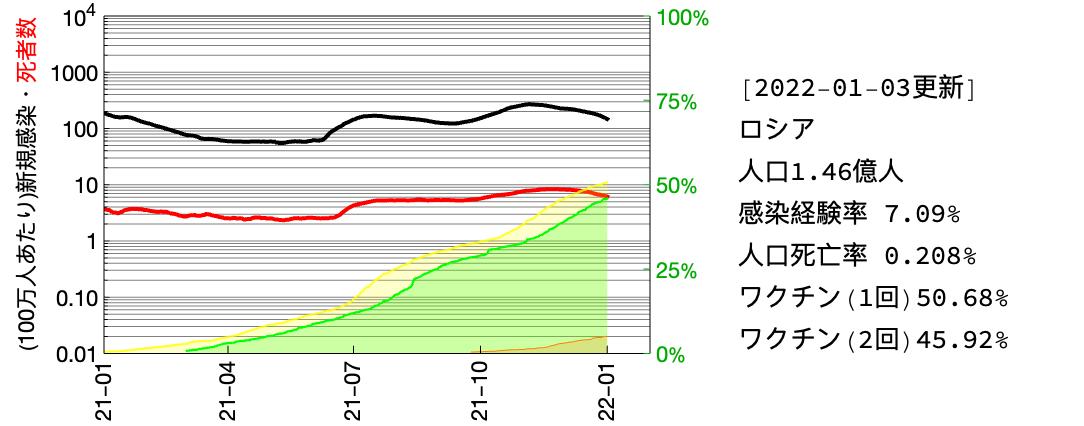 (100万人あたり)新規感染・死者数
10^4
1000
100
10
1
0.10
0.01
100%
75%
50%
25%
0%
21-01
21-04
21-07
21-10
22-01
[2022-01-03更新]
ロシア
人口1.46億人
感染経験率 7.09%
人口死亡率 0.208%
ワクチン(1回)50.68%
ワクチン(2回)45.92%